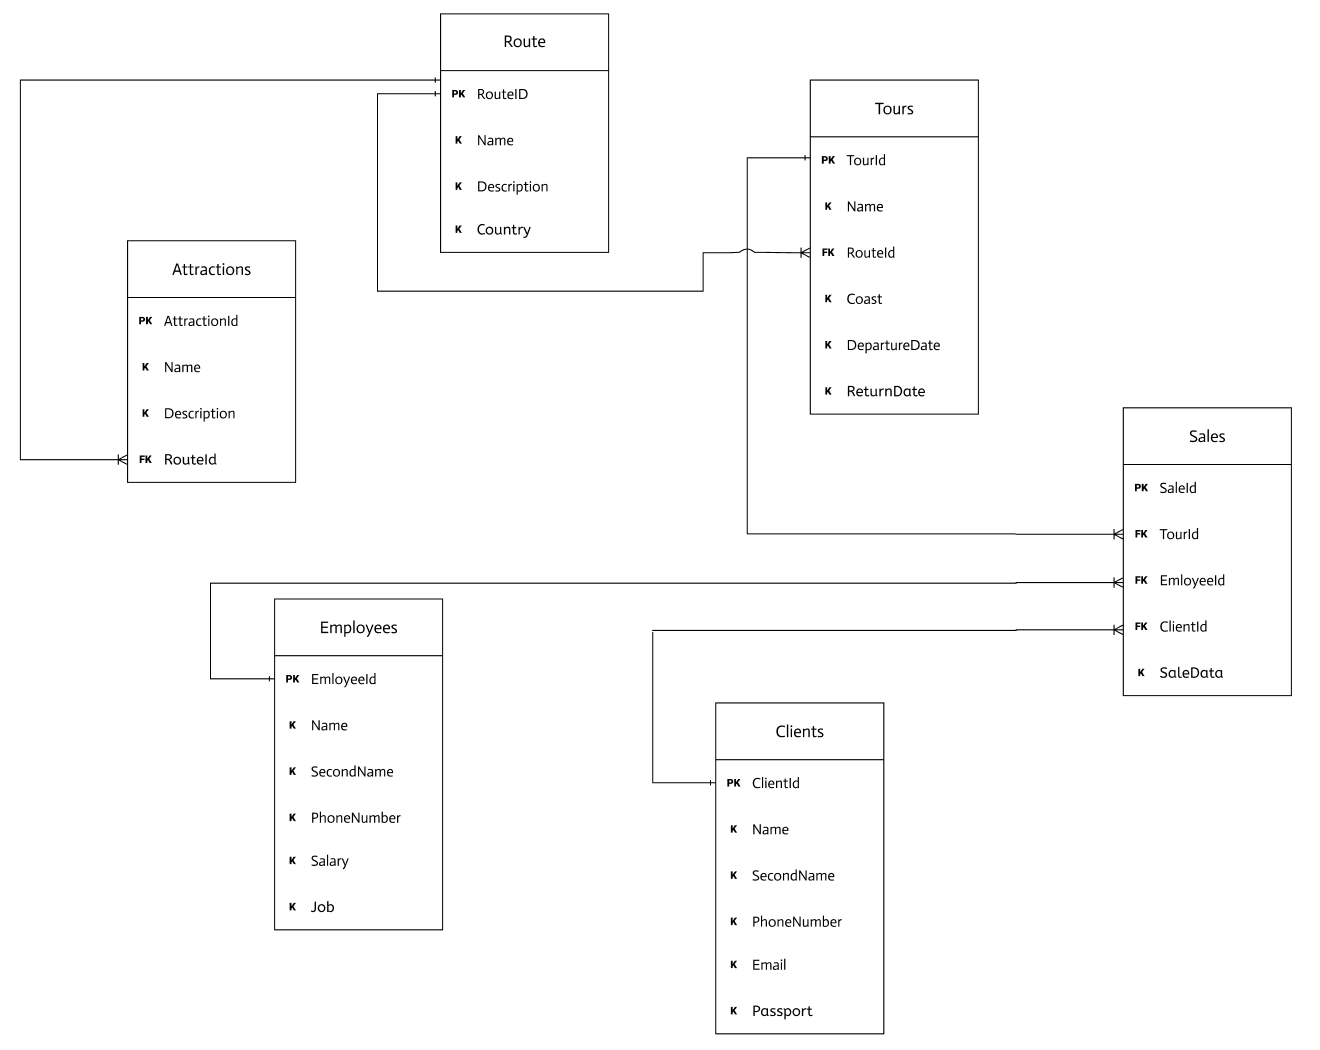 Route
PK RouteID
K Name
K Description
K Country
Tours
PK TourId
K Name
FK RouteId
K Coast
K DepartureDate
K ReturnDate
Attractions
PK AttractionId
K Name
K Description
FK RouteId
Sales
PK SaleId
FK TourId
FK EmloyeeId
FK ClientId
K SaleData
Employees
PK EmloyeeId
K Name
K SecondName
K PhoneNumber
K Salary
K Job
Clients
PK ClientId
K Name
K SecondName
K PhoneNumber
K Email
K Passport